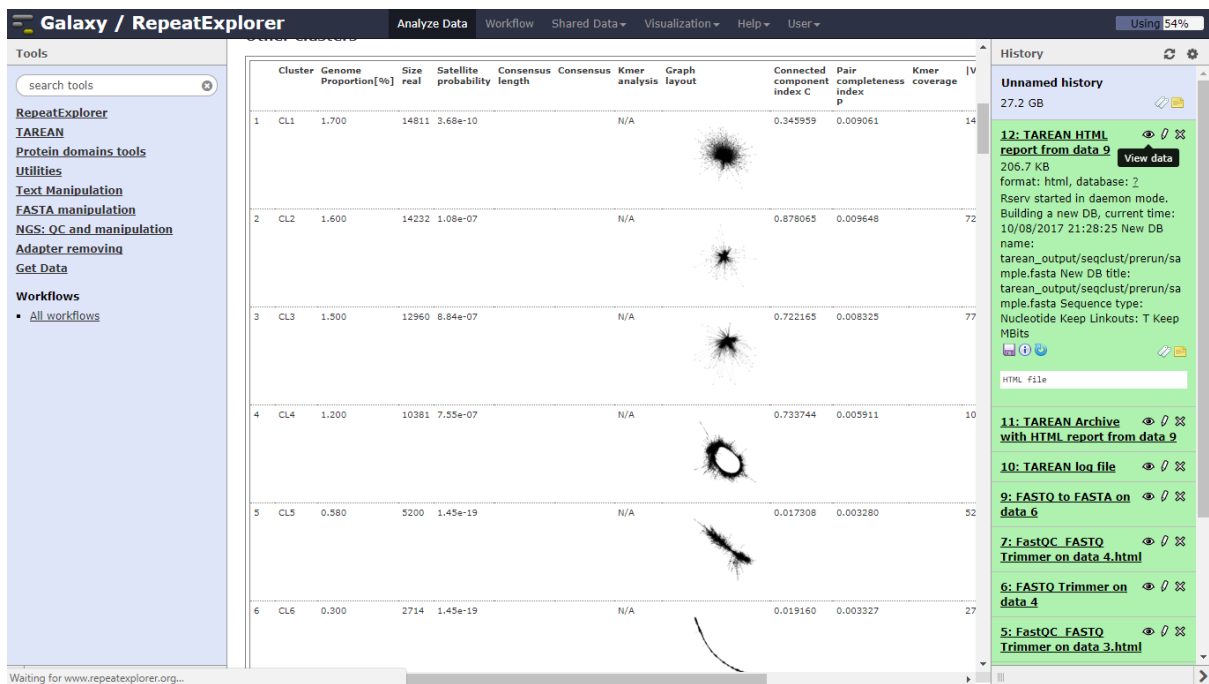 Galaxy / RepeatExplorer
Analyze Data Workflow Shared Data Visualization Help User
Using 54%
Tools
search tools
RepeatExplorer
TAREAN
Protein domains tools
Utilities
Text Manipulation
FASTA manipulation
NGS: QC and manipulation
Adapter removing
Get Data
Workflows
All workflows
Other clusters
Cluster Genome Size Satellite Consensus Consensus Kmer Graph Connected Pair Kmer |V
Proportion[%] real probability length analysis layout component completeness coverage
index C index
P
1 CL1 1.700 14811 3.68e-10 N/A 0.345959 0.009061 14
2 CL2 1.600 14232 1.08e-07 N/A 0.878065 0.009648 72
3 CL3 1.500 12960 8.84e-07 N/A 0.722165 0.008325 77
4 CL4 1.200 10381 7.55e-07 N/A 0.733744 0.005911 10
5 CL5 0.580 5200 1.45e-19 N/A 0.017308 0.003280 52
6 CL6 0.300 2714 1.45e-19 N/A 0.019160 0.003327 27
History
Unnamed history
27.2 GB
12: TAREAN HTML
report from data 9
View data
206.7 KB
format: html, database: ?
Rserv started in daemon mode.
Building a new DB, current time:
10/08/2017 21:28:25 New DB
name:
tarean_output/seqclust/prerun/sa
mple.fasta New DB title:
tarean_output/seqclust/prerun/sa
mple.fasta Sequence type:
Nucleotide Keep Linkouts: T Keep
MBits
HTML file
11: TAREAN Archive
with HTML report from data 9
10: TAREAN log file
9: FASTQ to FASTA on
data 6
7: FastQC_FASTQ
Trimmer on data 4.html
6: FASTQ Trimmer on
data 4
5: FastQC_FASTQ
Trimmer on data 3.html
Waiting for www.repeatexplorer.org...